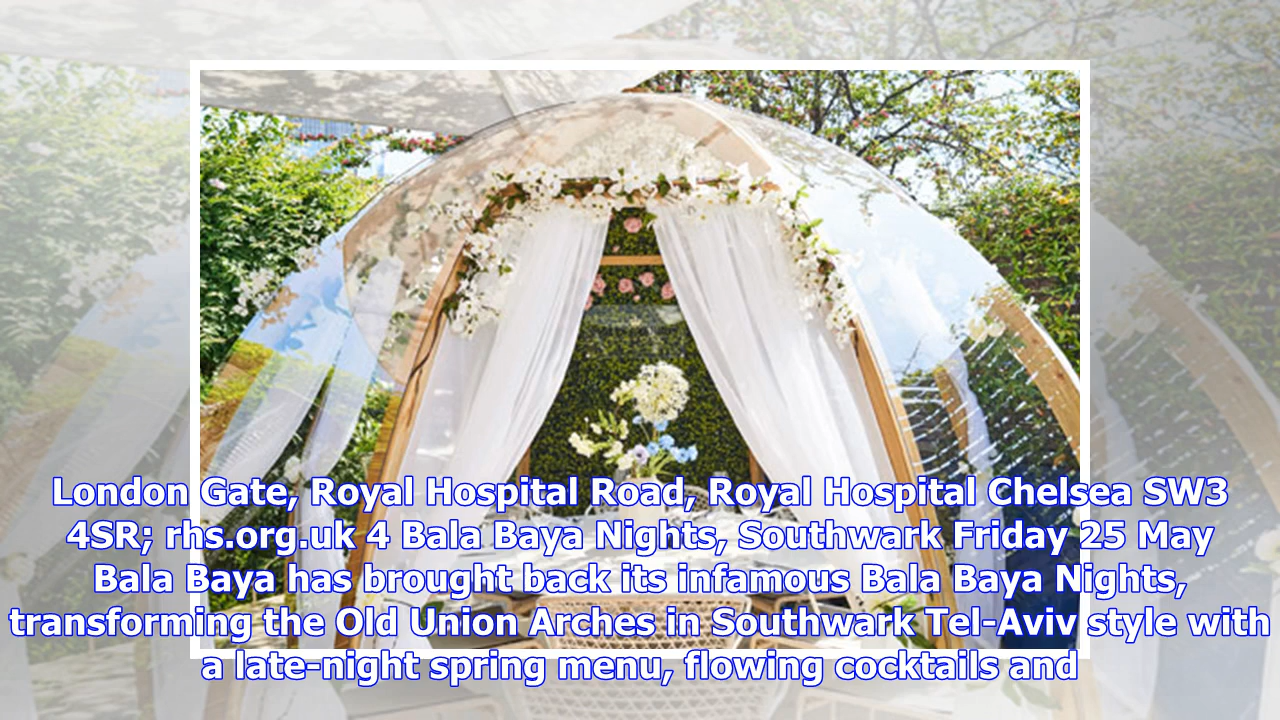 London Gate, Royal Hospital Road, Royal Hospital Chelsea SW3
4SR; rhs.org.uk 4 Bala Baya Nights, Southwark Friday 25 May
Bala Baya has brought back its infamous Bala Baya Nights,
transforming the Old Union Arches in Southwark Tel-Aviv style with
a late-night spring menu, flowing cocktails and